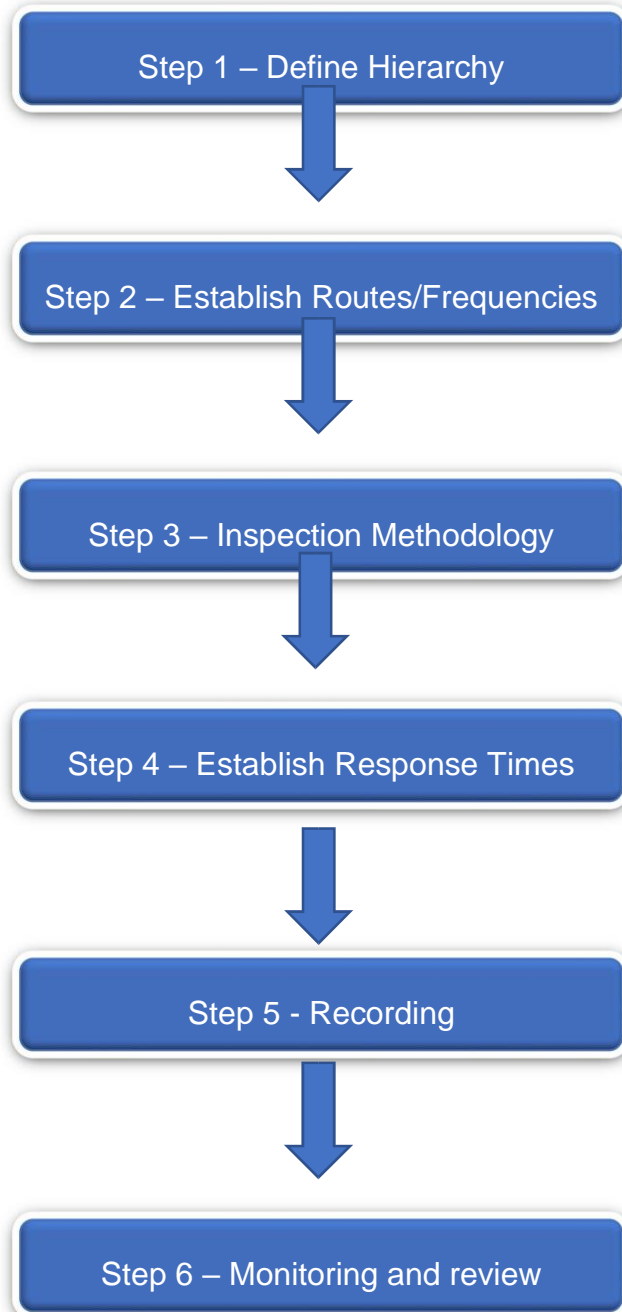 Step 1 – Define Hierarchy
Step 2 – Establish Routes/Frequencies
Step 3 – Inspection Methodology
Step 4 – Establish Response Times
Step 5 - Recording
Step 6 – Monitoring and review